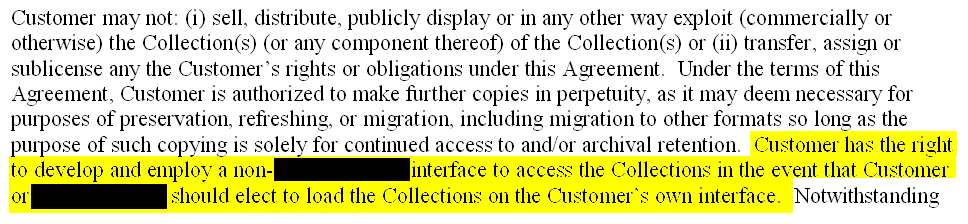 Customer may not: (i) sell, distribute, publicly display or in any other way exploit (commercially or
otherwise) the Collection(s) (or any component thereof) of the Collection(s) or (ii) transfer, assign or
sublicense any the Customer's rights or obligations under this Agreement.  Under the terms of this
Agreement, Customer is authorized to make further copies in perpetuity, as it may deem necessary for
purposes of preservation, refreshing, or migration, including migration to other formats so long as the
purpose of such copying is solely for continued access to and/or archival retention.  Customer has the right
to develop and employ a non- interface to access the Collections in the event that Customer
or should elect to load the Collections on the Customer's own interface.  Notwithstanding